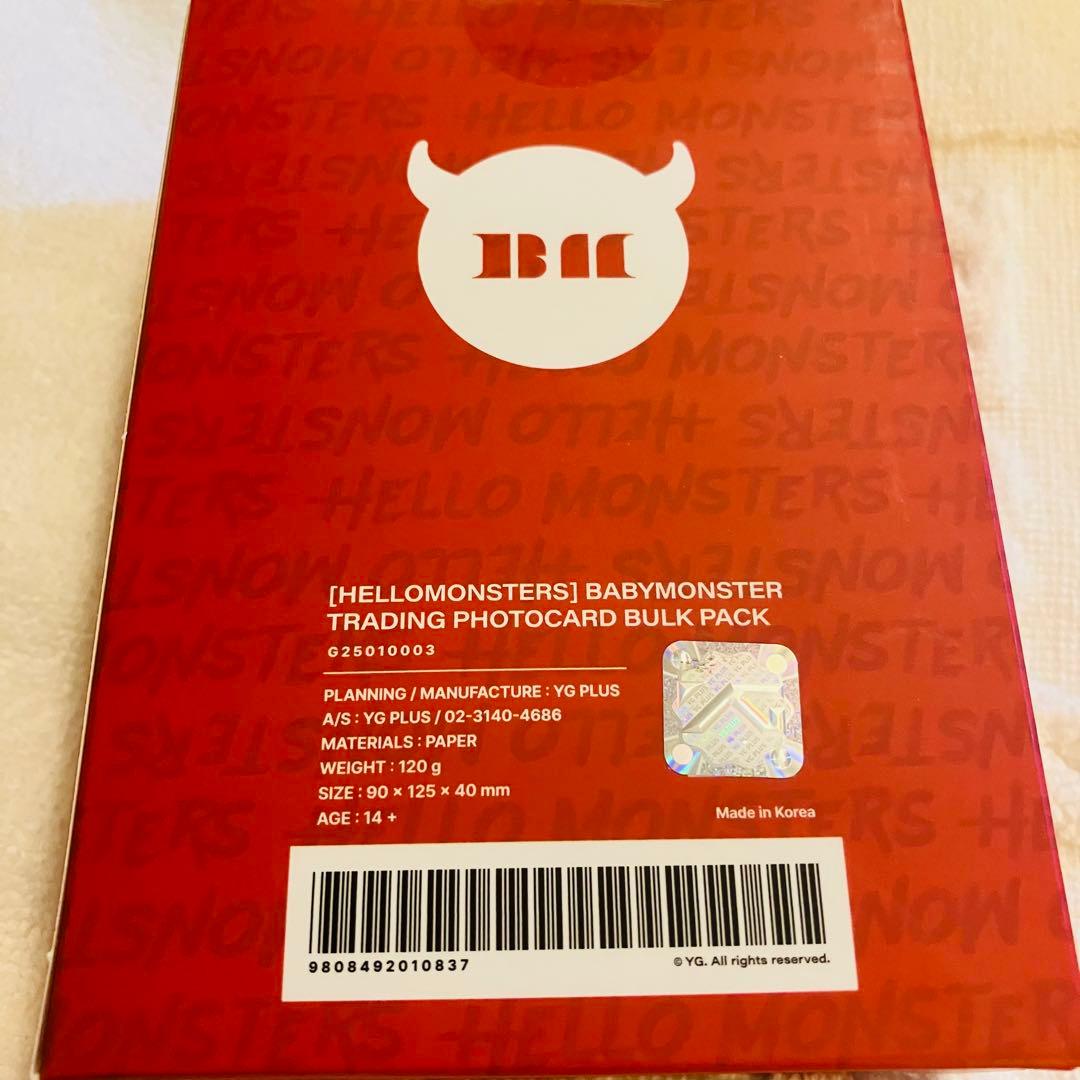 HELLO MONSTERS
BM
[HELLOMONSTERS] BABYMONSTER
TRADING PHOTOCARD BULK PACK
G25010003
PLANNING / MANUFACTURE : YG PLUS
A/S : YG PLUS / 02-3140-4686
MATERIALS : PAPER
WEIGHT : 120 g
SIZE : 90 × 125 × 40 mm
AGE : 14 +
Made in Korea
9808492010837
© YG. All rights reserved.